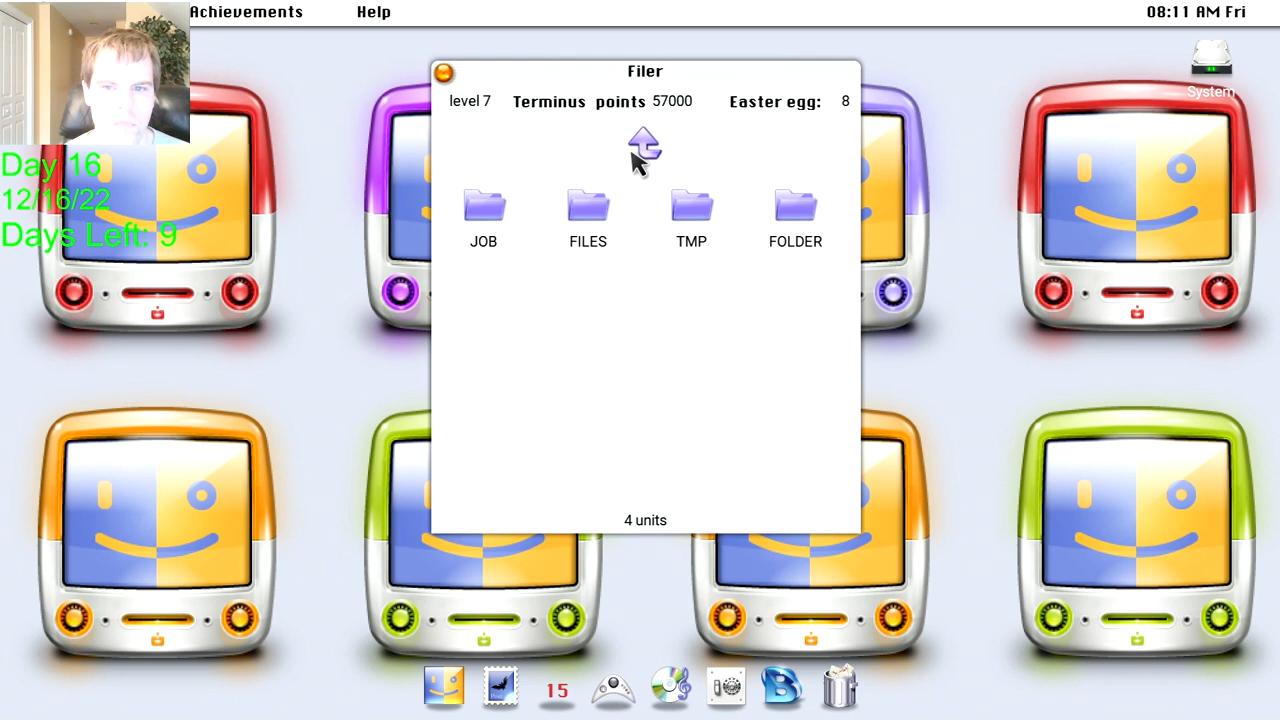 Achievements Help 08:11 AM Fri
Filer
level 7 Terminus points 57000 Easter egg: 8
System
Day 16
12/16/22
Days Left: 9
JOB FILES TMP FOLDER
4 units
15